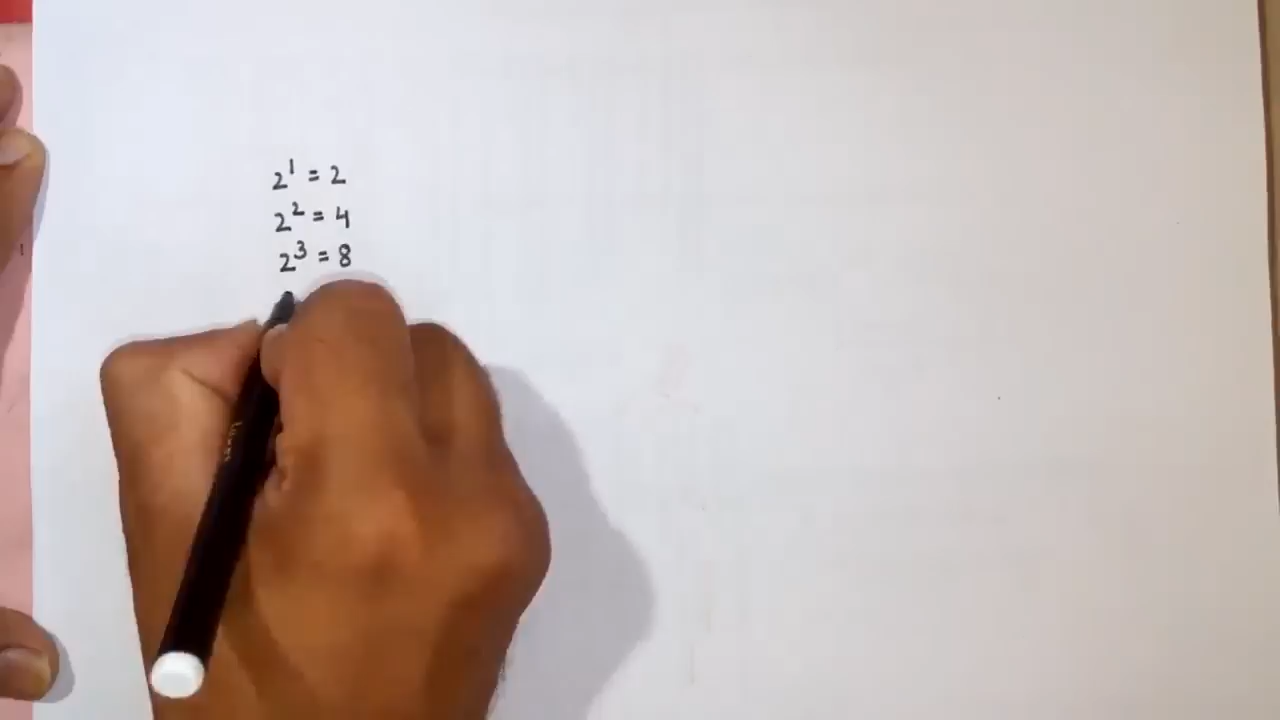 2¹ = 2
2² = 4
2³ = 8